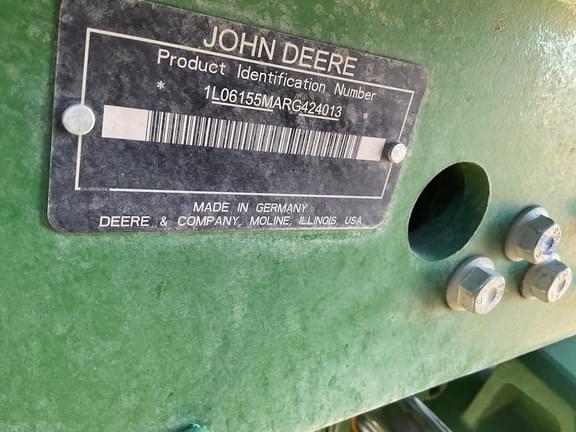 JOHN DEERE
Product Identification Number
* 1L06155MARG424013 *
MADE IN GERMANY
DEERE & COMPANY, MOLINE, ILLINOIS, USA